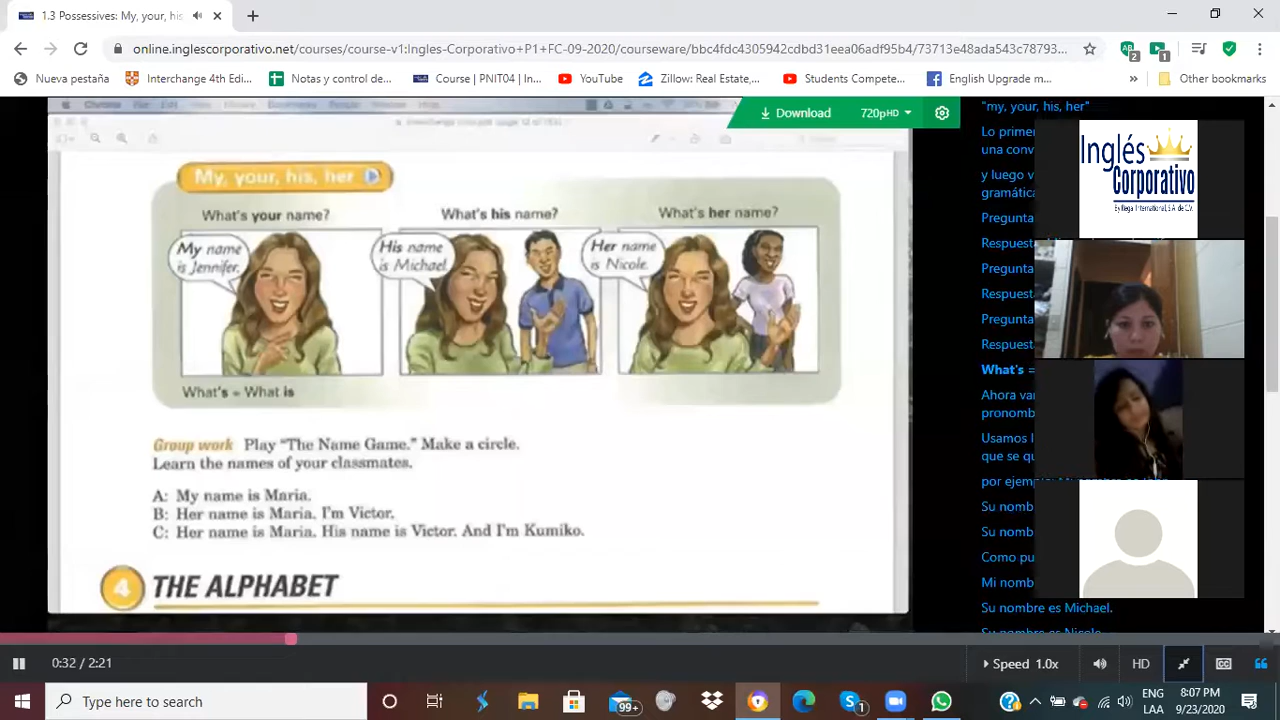 1.3 Possessives: My, your, his
online.inglescorporativo.net/courses/course-v1:Ingles-Corporativo+P1+FC-09-2020/courseware/bbc4fdc4305942cdbd31eea06adf95b4/73713e48ada543c78793...
2
1
Nueva pestaña
Interchange 4th Edi...
Notas y control de...
Course | PNIT04 | In...
YouTube
Zillow: Real Estate,...
Students Compete...
English Upgrade m...
»
Other bookmarks
Download
720pHD
My, your, his, her
What's your name?
What's his name?
What's her name?
My name
is Jennifer.
His name
is Michael.
Her name
is Nicole.
What's = What is
Group work Play "The Name Game." Make a circle.
Learn the names of your classmates.
A: My name is Maria.
B: Her name is Maria. I'm Victor.
C: Her name is Maria. His name is Victor. And I'm Kumiko.
4 THE ALPHABET
"my, your, his, her"
Lo primer
una conv
y luego v
gramátic
Pregunta
Respuest
Pregunta
Respuest
Pregunta
Respuest
What's =
Ahora va
pronomb
Usamos l
que se qu
por ejemp
Su nomb
Su nomb
Como pu
Mi nomb
Su nombre es Michael.
Su nombre es Nicole.
Inglés
Corporativo
0:32 / 2:21
Speed 1.0x
HD
Type here to search
99+
1
ENG
LAA
8:07 PM
9/23/2020